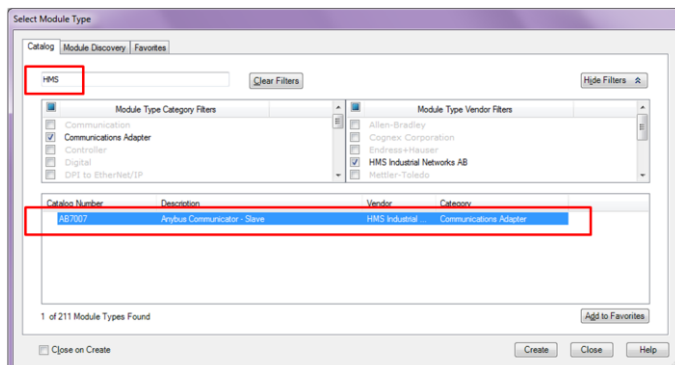 Select Module Type
Catalog Module Discovery Favorites
HMS Clear Filters Hide Filters
Module Type Category Filters Module Type Vendor Filters
Communication Allen-Bradley
Communications Adapter Cognex Corporation
Controller Endress+Hauser
Digital HMS Industrial Networks AB
DPI to EtherNet/IP Mettler-Toledo
Catalog Number Description Vendor Category
AB7007 Anybus Communicator - Slave HMS Industrial ... Communications Adapter
1 of 211 Module Types Found Add to Favorites
Close on Create Create Close Help